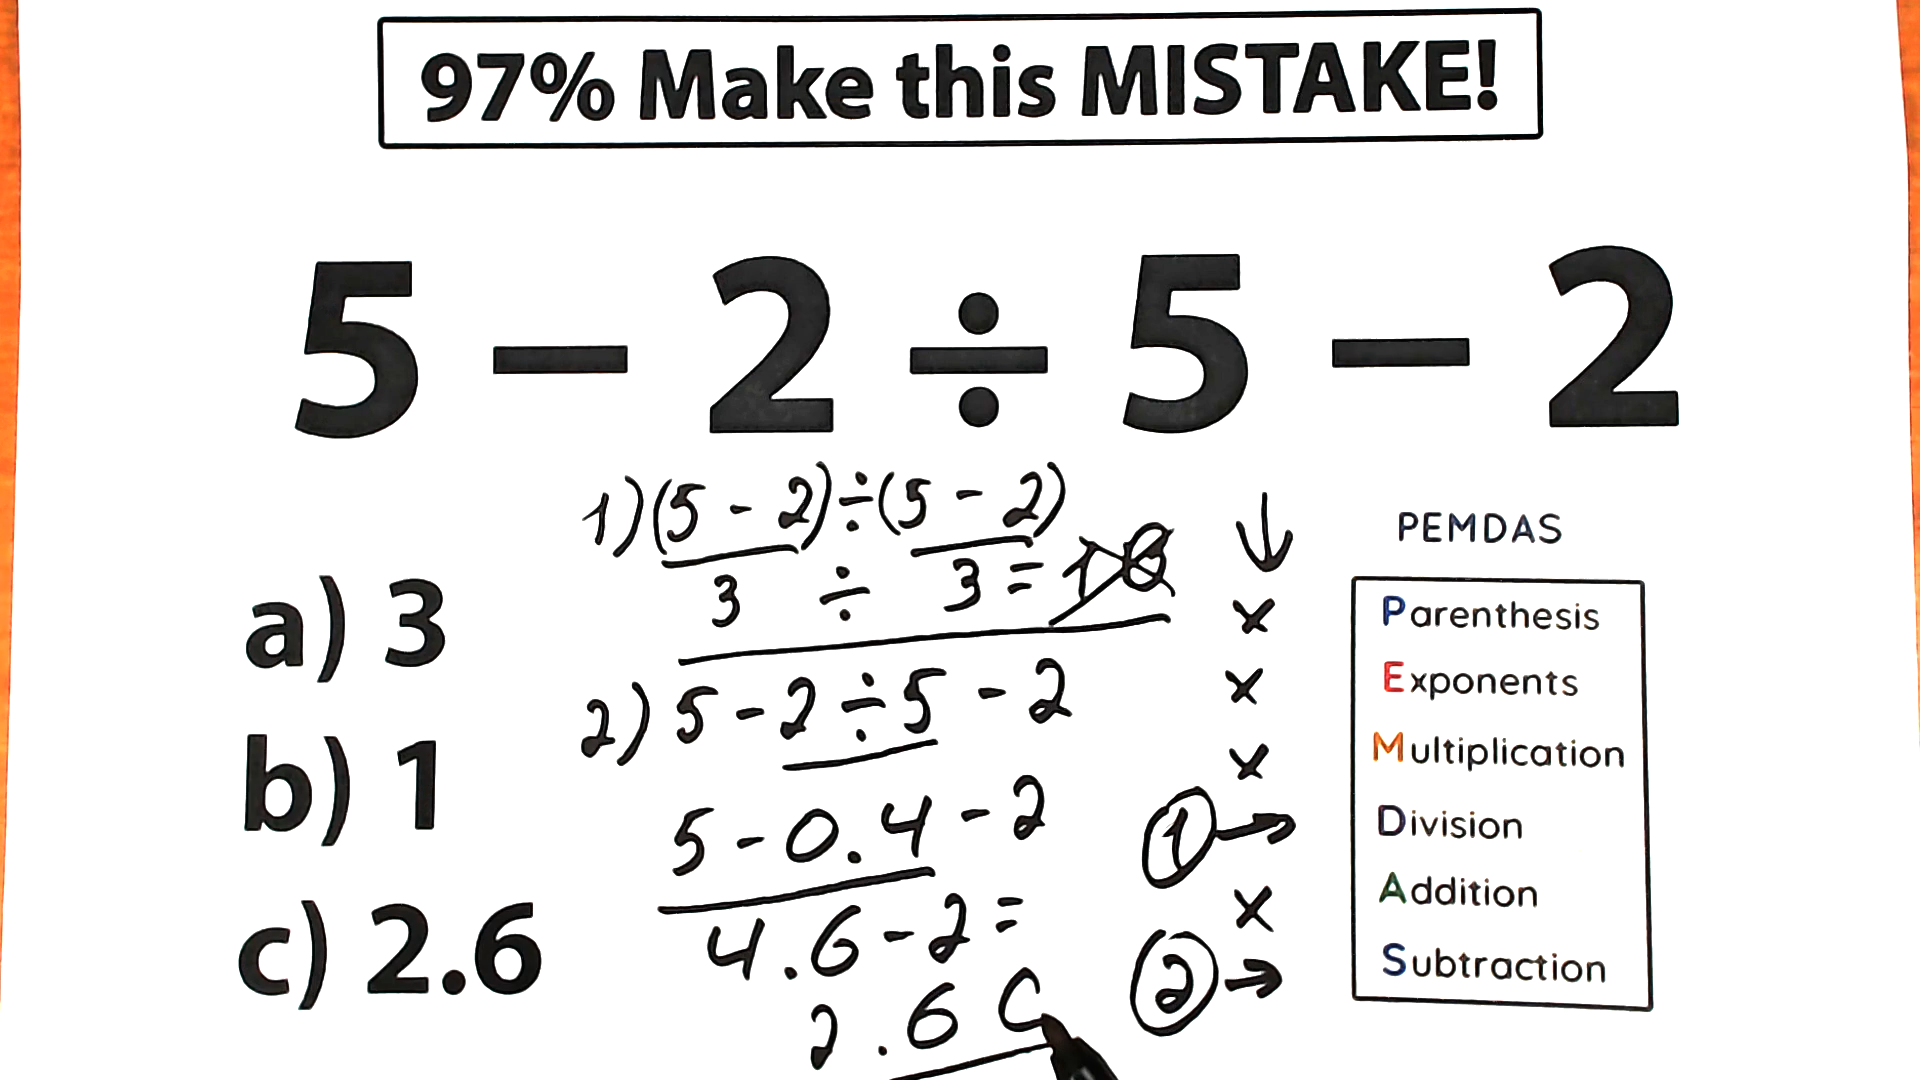 97% Make this MISTAKE!
5 − 2 ÷ 5 − 2
1) (5 - 2) ÷ (5 - 2)
3 ÷ 3 =
2) 5 - 2 ÷ 5 - 2
5 - 0.4 - 2
4.6 - 2 =
2.6 C
a) 3
b) 1
c) 2.6
PEMDAS
Parenthesis
Exponents
Multiplication
1 → Division
Addition
2 → Subtraction